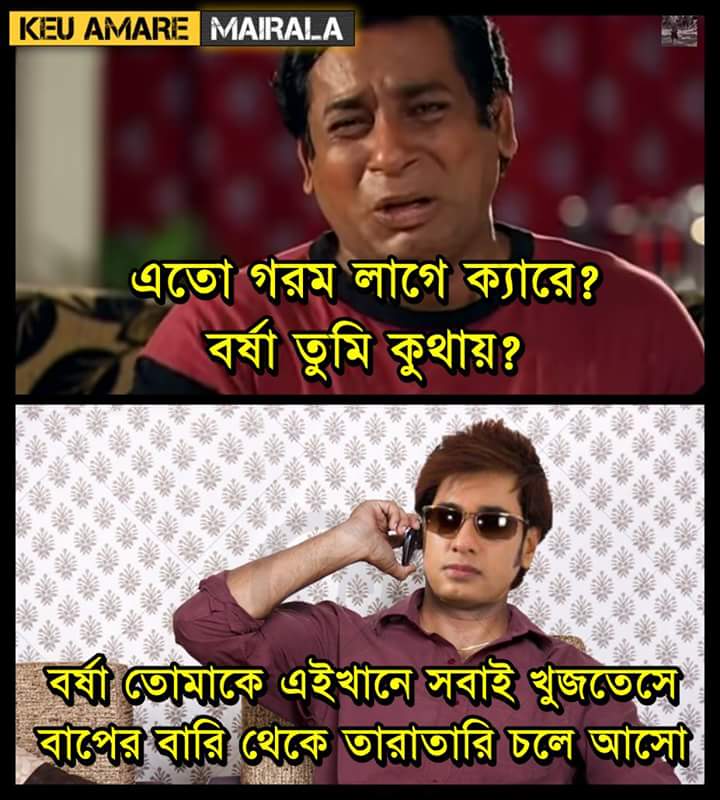 KEU AMARE MAIRALA
এতো গরম লাগে ক্যারে?
বর্ষা তুমি কুথায়?
বর্ষা তোমাকে এইখানে সবাই খুজতেসে
বাপের বারি থেকে তারাতারি চলে আসো